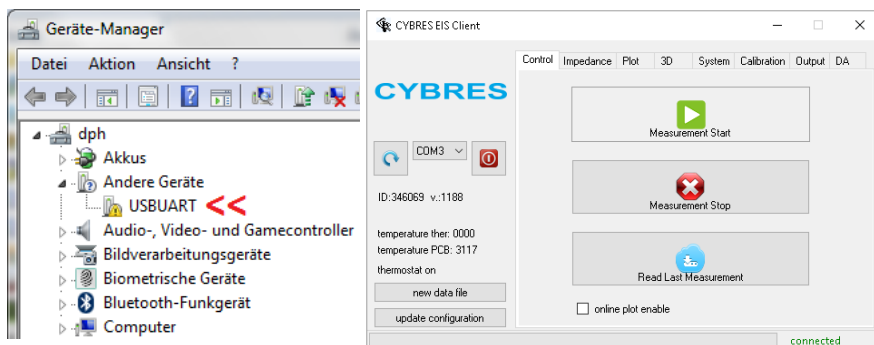 Geräte-Manager
Datei Aktion Ansicht ?
dph
Akkus
Andere Geräte
USBUART <<
Audio-, Video- und Gamecontroller
Bildverarbeitungsgeräte
Biometrische Geräte
Bluetooth-Funkgerät
Computer
CYBRES EIS Client
Control Impedance Plot 3D System Calibration Output DA
CYBRES
COM3
ID:346069 v.:1188
temperature ther: 0000
temperature PCB: 3117
thermostat on
new data file
update configuration
Measurement Start
Measurement Stop
Read Last Measurement
online plot enable
connected